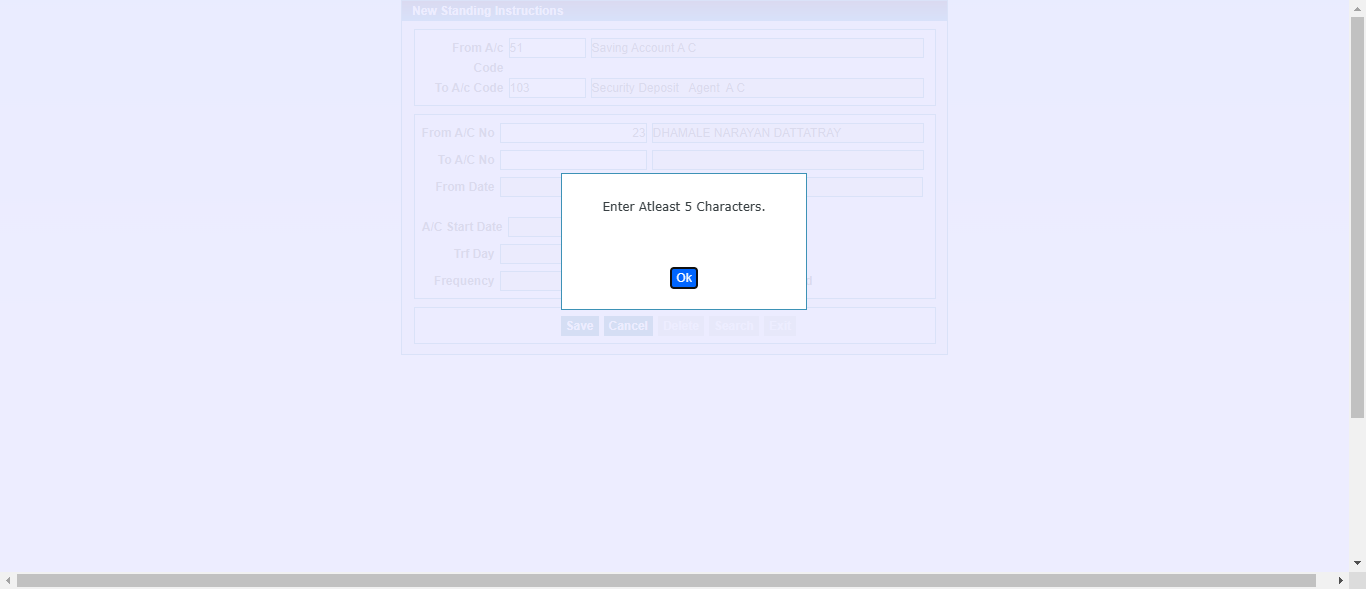 New Standing Instructions
From A/c Code 51 Saving Account A C
To A/c Code 103 Security Deposit Agent A C
From A/C No 23 DHAMALE NARAYAN DATTATRAY
To A/C No
From Date
Enter Atleast 5 Characters.
A/C Start Date
Trf Day
Ok
Frequency
Save Cancel Delete Search Exit